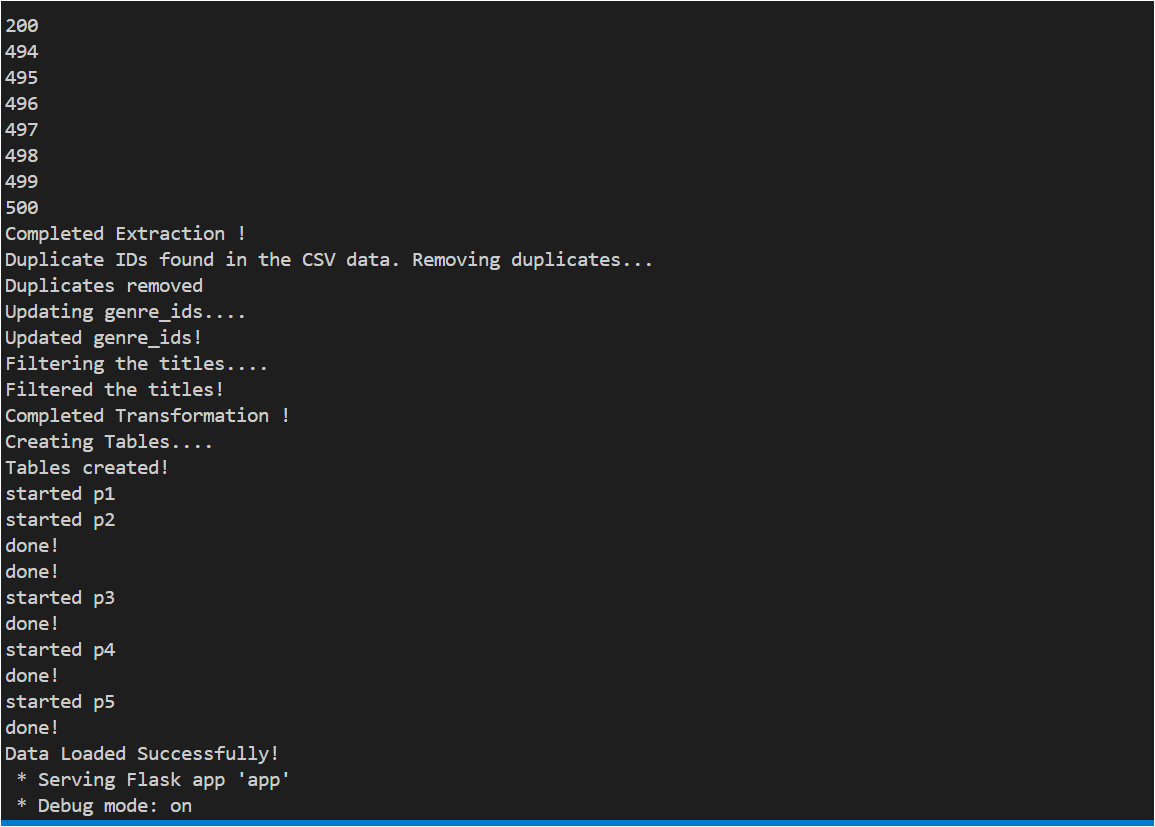 200
494
495
496
497
498
499
500
Completed Extraction !
Duplicate IDs found in the CSV data. Removing duplicates...
Duplicates removed
Updating genre_ids....
Updated genre_ids!
Filtering the titles....
Filtered the titles!
Completed Transformation !
Creating Tables....
Tables created!
started p1
started p2
done!
done!
started p3
done!
started p4
done!
started p5
done!
Data Loaded Successfully!
 * Serving Flask app 'app'
 * Debug mode: on